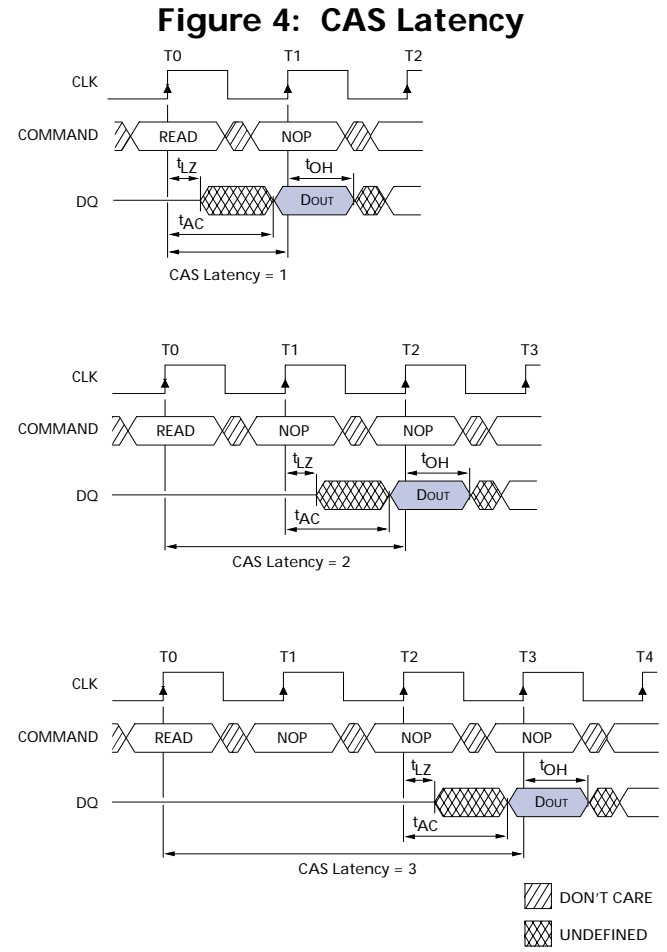 Figure 4: CAS Latency
T0 T1 T2
CLK
COMMAND READ NOP
tLZ tOH
DQ DOUT
tAC
CAS Latency = 1
T0 T1 T2 T3
CLK
COMMAND READ NOP NOP
tLZ tOH
DQ DOUT
tAC
CAS Latency = 2
T0 T1 T2 T3 T4
CLK
COMMAND READ NOP NOP NOP
tLZ tOH
DQ DOUT
tAC
CAS Latency = 3
DON'T CARE
UNDEFINED